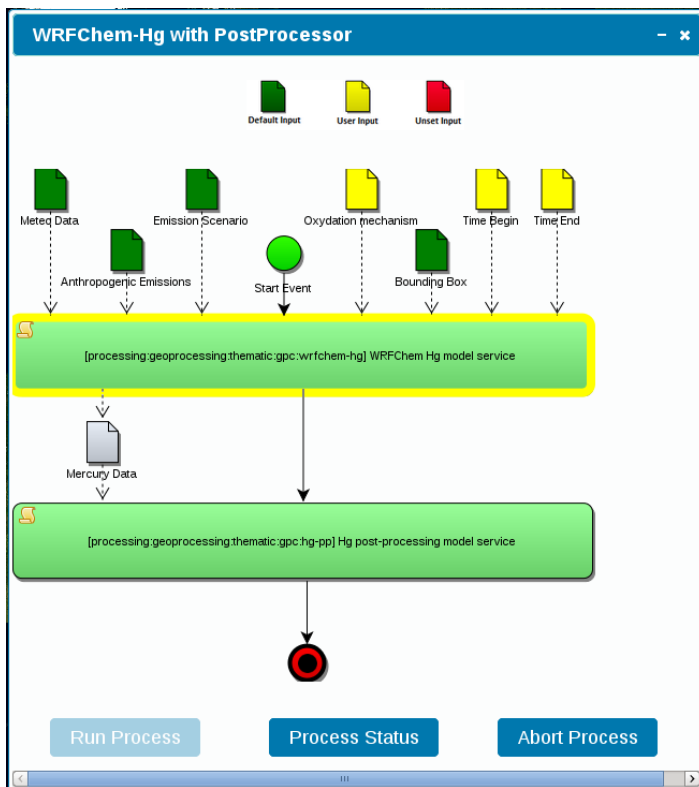 WRFChem-Hg with PostProcessor
Default Input
User Input
Unset Input
Meteo Data
Emission Scenario
Oxydation mechanism
Time Begin
Time End
Anthropogenic Emissions
Start Event
Bounding Box
[processing:geoprocessing:thematic:gpc:wrfchem-hg] WRFChem Hg model service
Mercury Data
[processing:geoprocessing:thematic:gpc:hg-pp] Hg post-processing model service
Run Process
Process Status
Abort Process